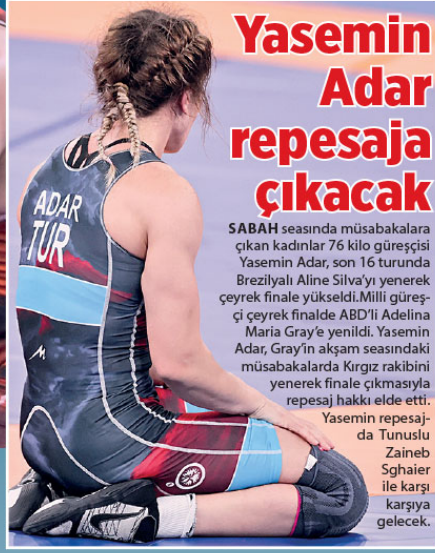 Yasemin
Adar
repesaja
çıkacak
SABAH seasında müsabakalara
çıkan kadınlar 76 kilo güreşçisi
Yasemin Adar, son 16 turunda
Brezilyalı Aline Silva’yı yenerek
çeyrek finale yükseldi.Milli güreş-
çi çeyrek finalde ABD’li Adelina
Maria Gray’e yenildi. Yasemin
Adar, Gray’in akşam seasındaki
müsabakalarda Kırgız rakibini
yenerek finale çıkmasıyla
repesaj hakkı elde etti.
Yasemin repesaj-
da Tunuslu
Zaineb
Sghaier
ile karşı
karşıya
gelecek.
ADAR
TUR